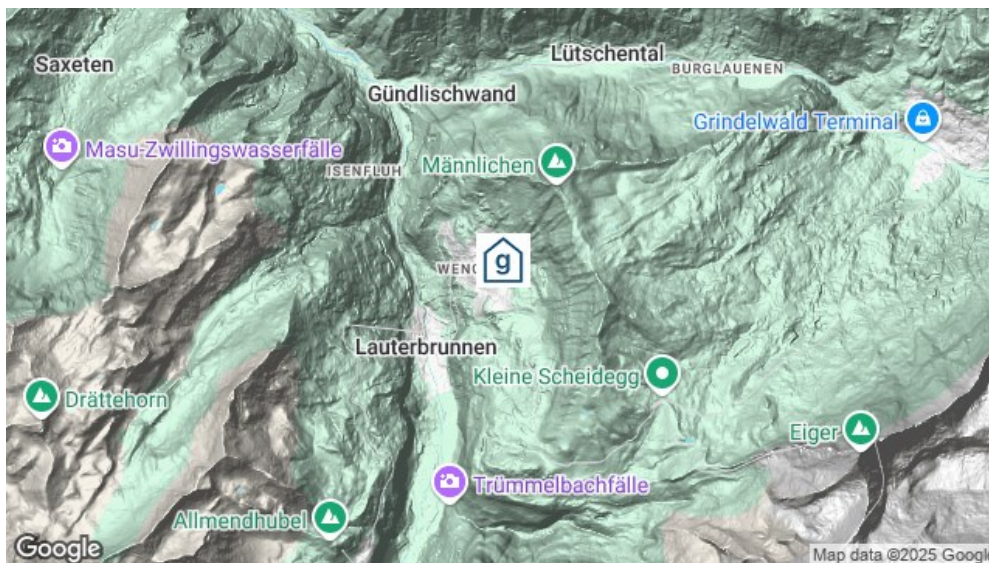 Lütschental
Saxeten
BURGLAUENEN
Gündlischwand
Grindelwald Terminal
Masu-Zwillingswasserfälle
Männlichen
ISENFLUH
g
WENG
Lauterbrunnen
Kleine Scheidegg
Drättehorn
Eiger
Trümmelbachfälle
Allmendhubel
Google
Map data ©2025 Google